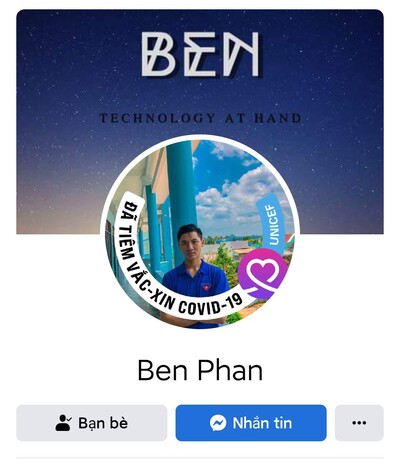 BEN
TECHNOLOGY AT HAND
ĐÃ TIÊM VẮC-XIN COVID-19
UNICEF
Ben Phan
Bạn bè
Nhắn tin